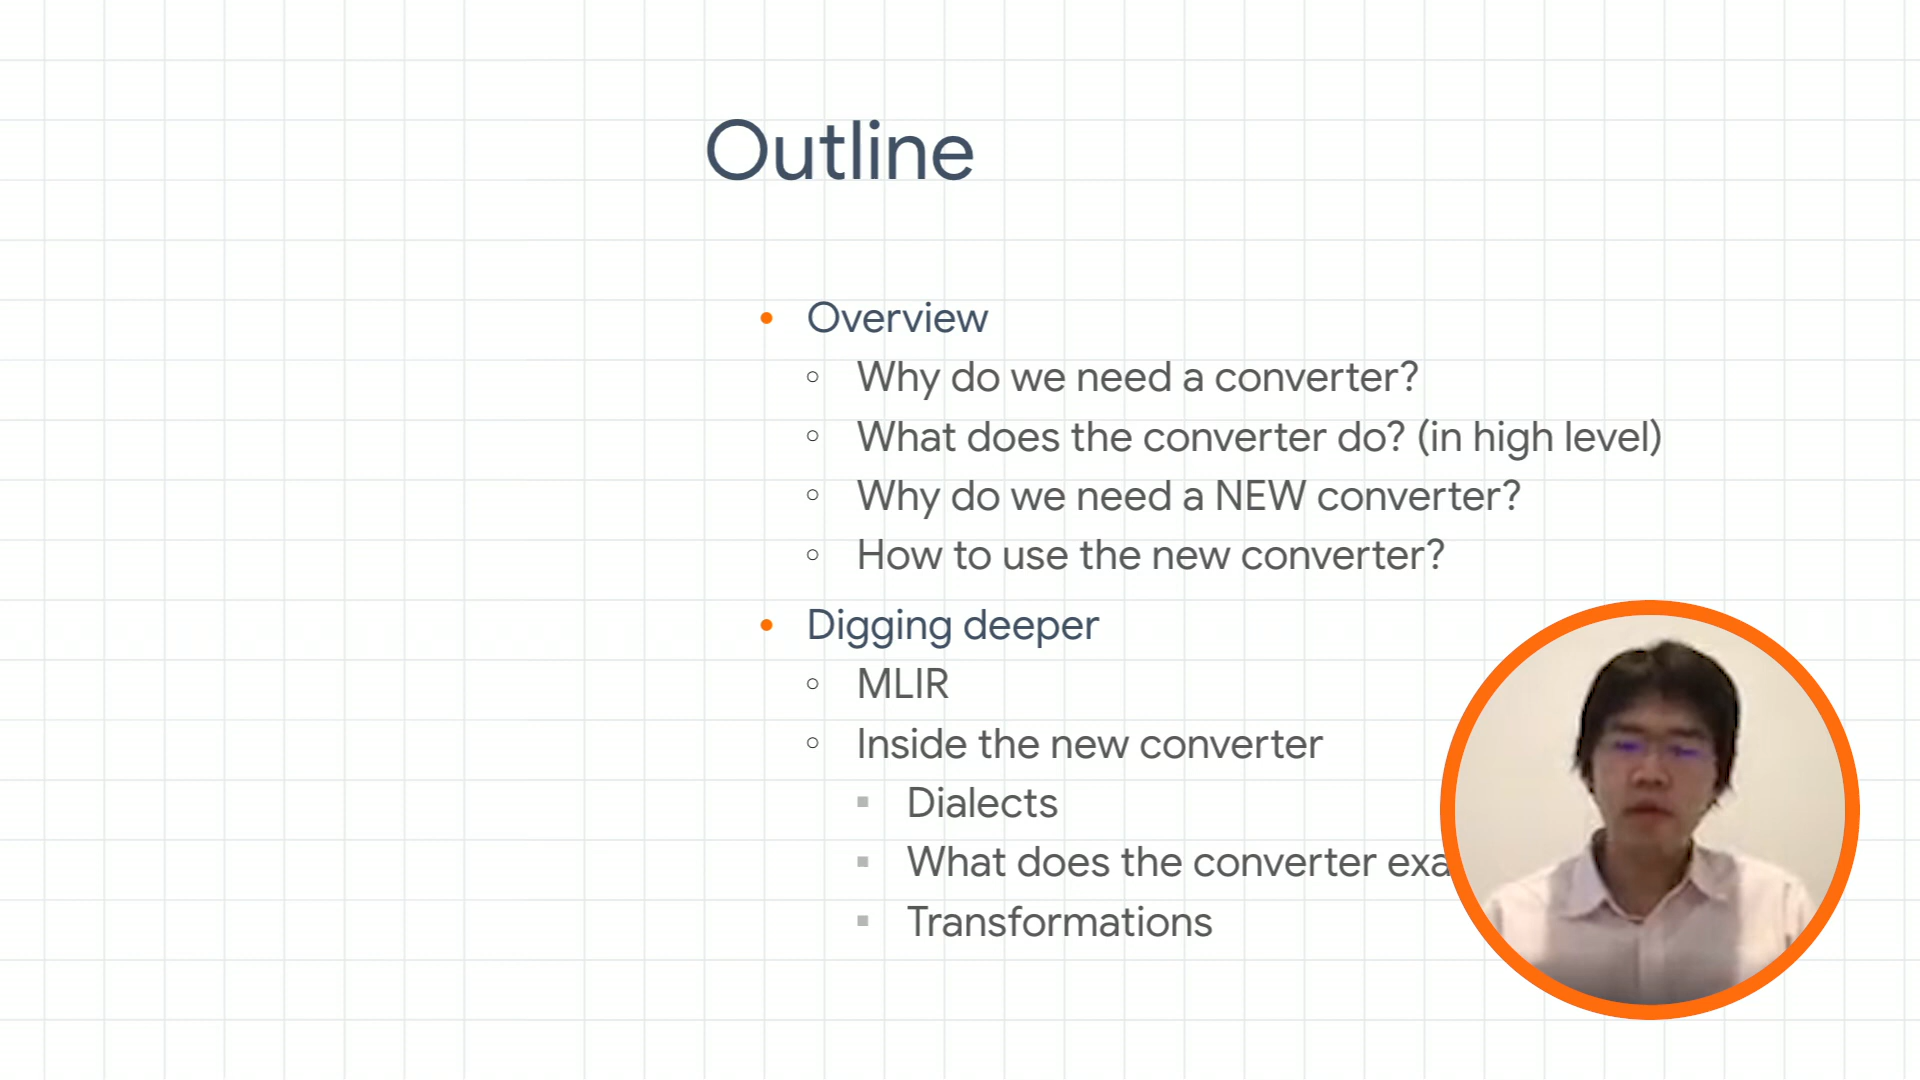 Outline
Overview
Why do we need a converter?
What does the converter do? (in high level)
Why do we need a NEW converter?
How to use the new converter?
Digging deeper
MLIR
Inside the new converter
Dialects
What does the converter
Transformations